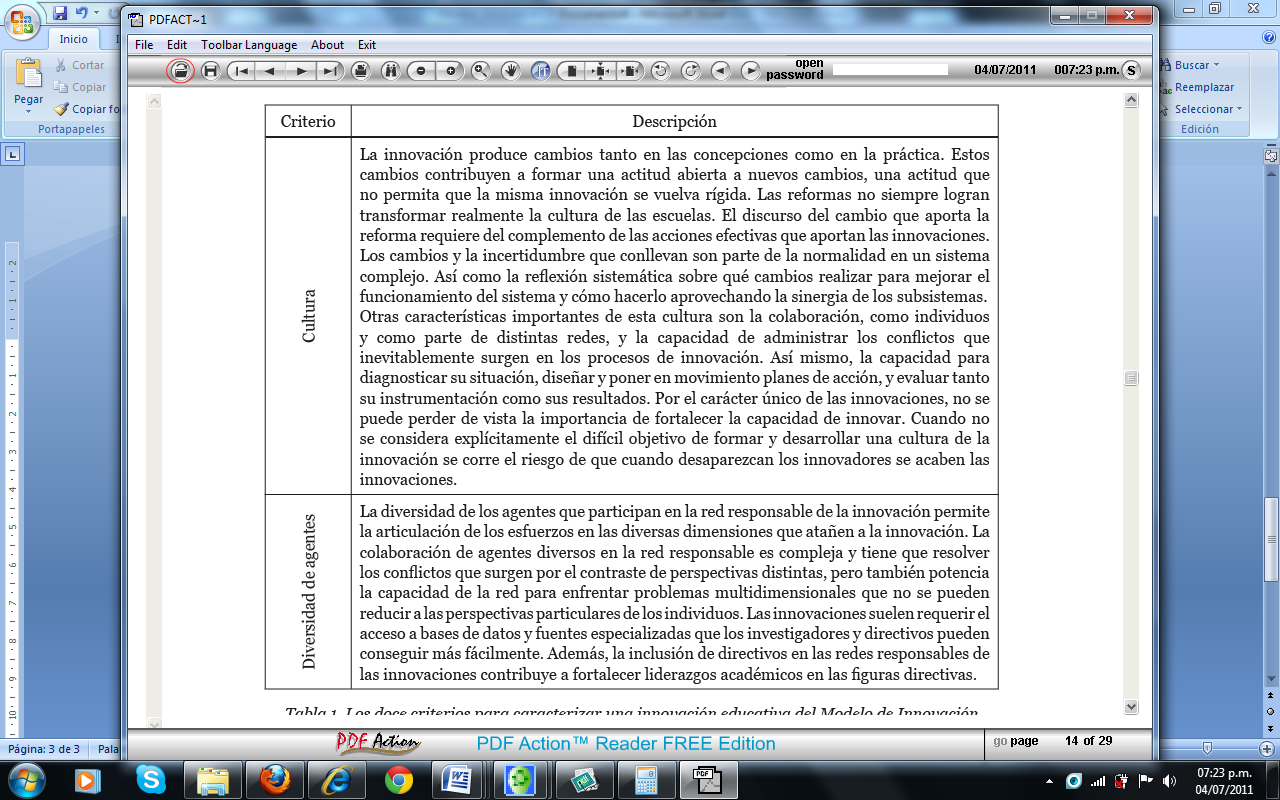 PDFACT~1
Inicio
Cortar
Copiar
Copiar fo
Pegar
Portapapeles
File Edit Toolbar Language About Exit
open password
04/07/2011 007:23 p.m. S
Buscar
Reemplazar
Seleccionar
Edición
Criterio Descripción
Cultura
La innovación produce cambios tanto en las concepciones como en la práctica. Estos
cambios contribuyen a formar una actitud abierta a nuevos cambios, una actitud que
no permita que la misma innovación se vuelva rígida. Las reformas no siempre logran
transformar realmente la cultura de las escuelas. El discurso del cambio que aporta la
reforma requiere del complemento de las acciones efectivas que aportan las innovaciones.
Los cambios y la incertidumbre que conllevan son parte de la normalidad en un sistema
complejo. Así como la reflexión sistemática sobre qué cambios realizar para mejorar el
funcionamiento del sistema y cómo hacerlo aprovechando la sinergia de los subsistemas.
Otras características importantes de esta cultura son la colaboración, como individuos
y como parte de distintas redes, y la capacidad de administrar los conflictos que
inevitablemente surgen en los procesos de innovación. Así mismo, la capacidad para
diagnosticar su situación, diseñar y poner en movimiento planes de acción, y evaluar tanto
su instrumentación como sus resultados. Por el carácter único de las innovaciones, no se
puede perder de vista la importancia de fortalecer la capacidad de innovar. Cuando no
se considera explícitamente el difícil objetivo de formar y desarrollar una cultura de la
innovación se corre el riesgo de que cuando desaparezcan los innovadores se acaben las
innovaciones.
Diversidad de agentes
La diversidad de los agentes que participan en la red responsable de la innovación permite
la articulación de los esfuerzos en las diversas dimensiones que atañen a la innovación. La
colaboración de agentes diversos en la red responsable es compleja y tiene que resolver
los conflictos que surgen por el contraste de perspectivas distintas, pero también potencia
la capacidad de la red para enfrentar problemas multidimensionales que no se pueden
reducir a las perspectivas particulares de los individuos. Las innovaciones suelen requerir el
acceso a bases de datos y fuentes especializadas que los investigadores y directivos pueden
conseguir más fácilmente. Además, la inclusión de directivos en las redes responsables de
las innovaciones contribuye a fortalecer liderazgos académicos en las figuras directivas.
Tabla 1. Los doce criterios para caracterizar una innovación educativa del Modelo de Innovación
PDF Action PDF Action™ Reader FREE Edition go page 14 of 29
Página: 3 de 3 Pala
07:23 p.m.
04/07/2011